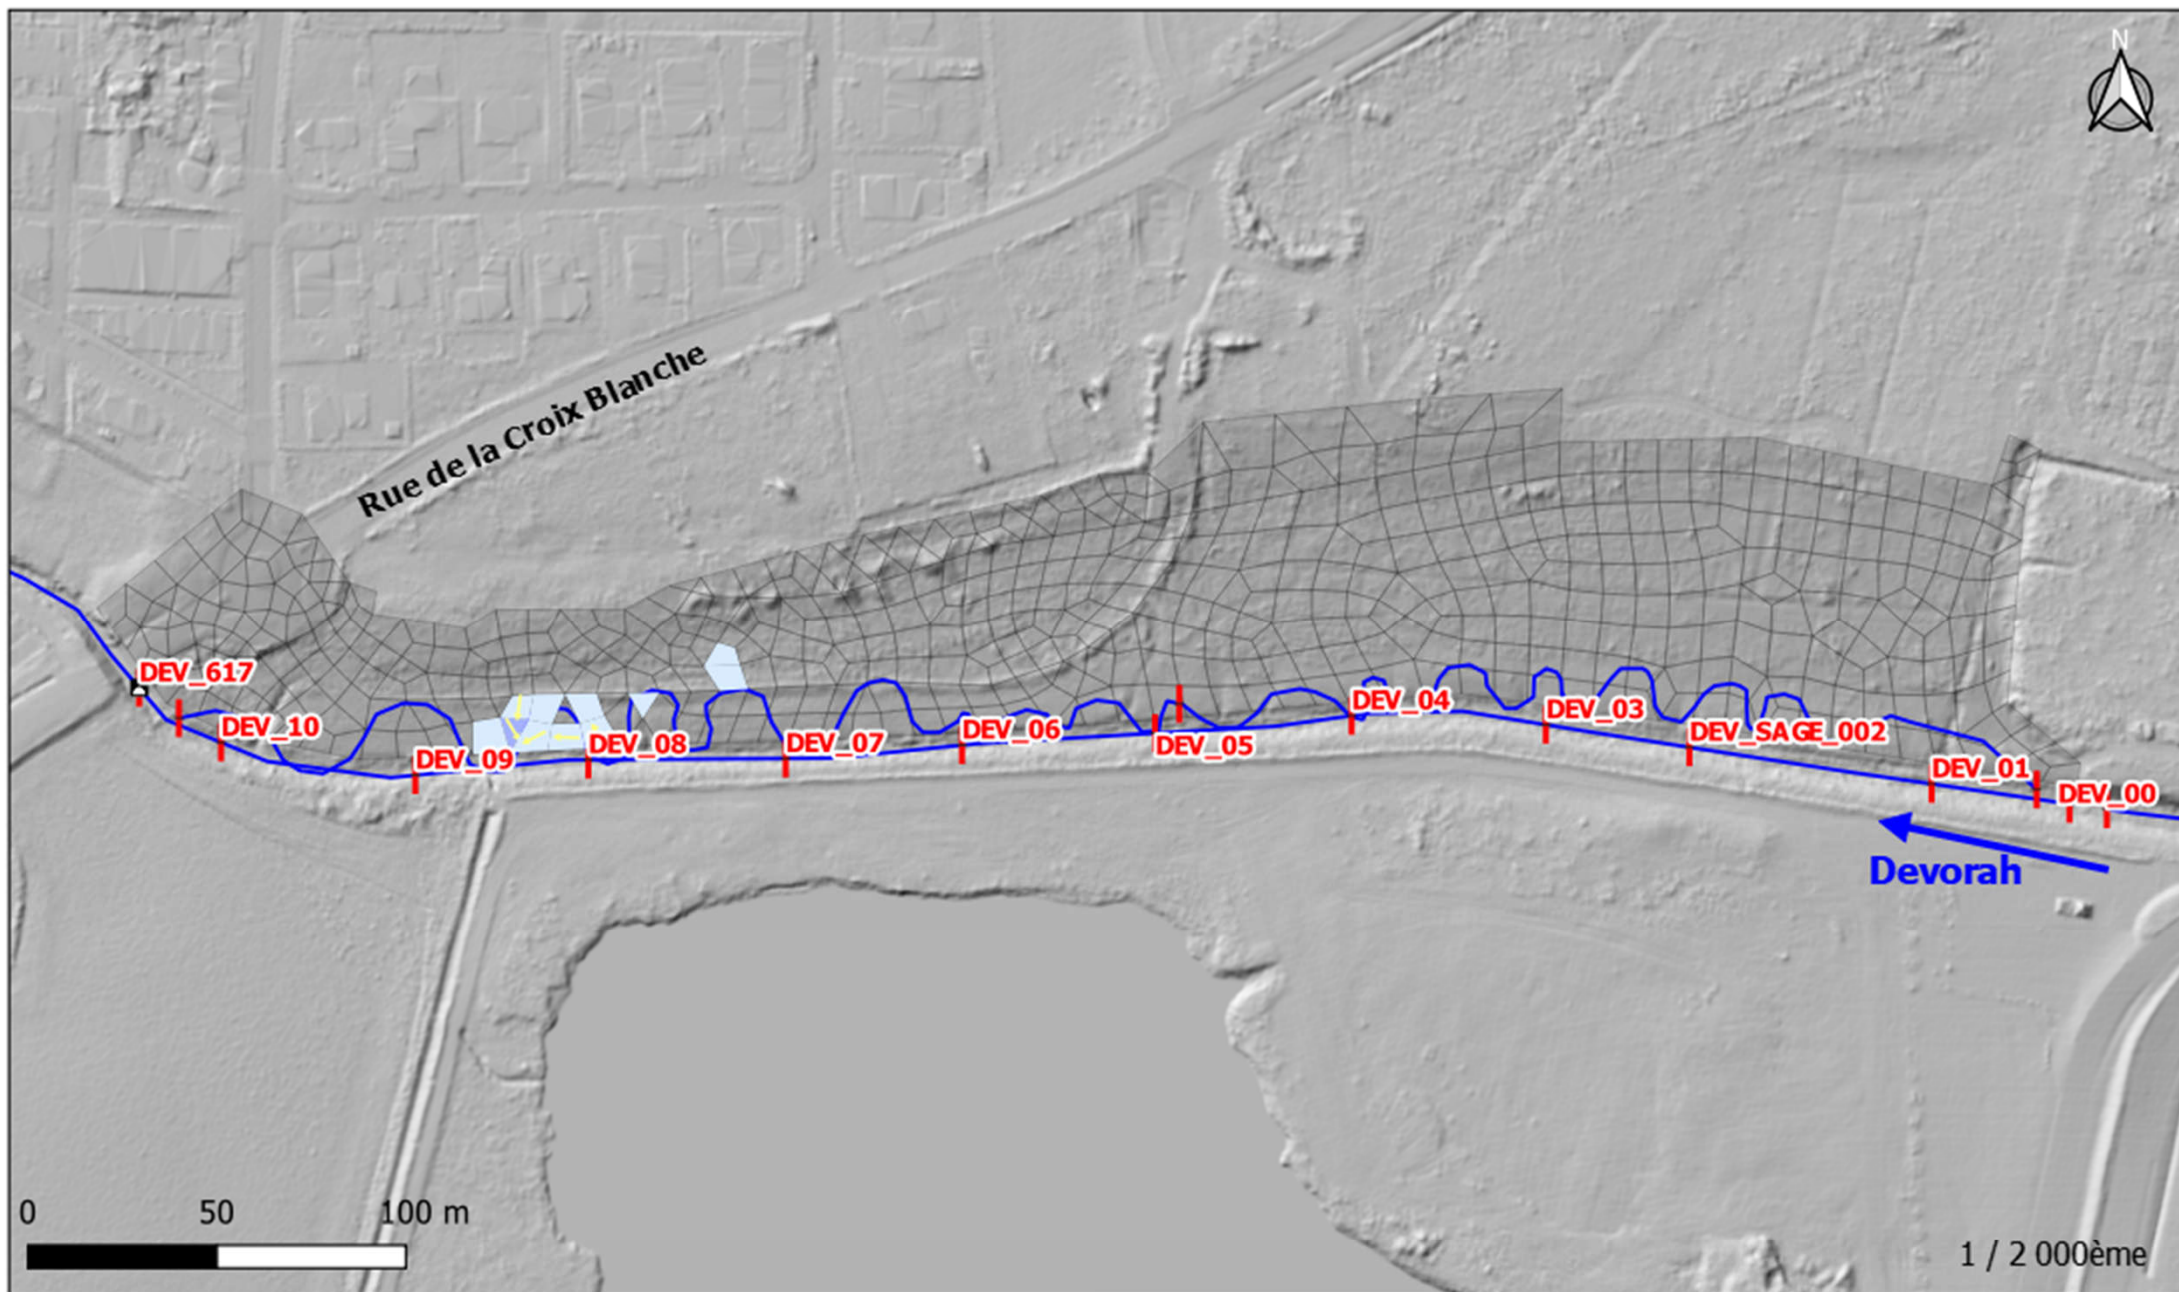 N
Rue de la Croix Blanche
DEV_617
DEV_10
DEV_09
DEV_08
DEV_07
DEV_06
DEV_05
DEV_04
DEV_03
DEV_SAGE_002
DEV_01
DEV_00
Devorah
0 50 100 m
1 / 2 000ème